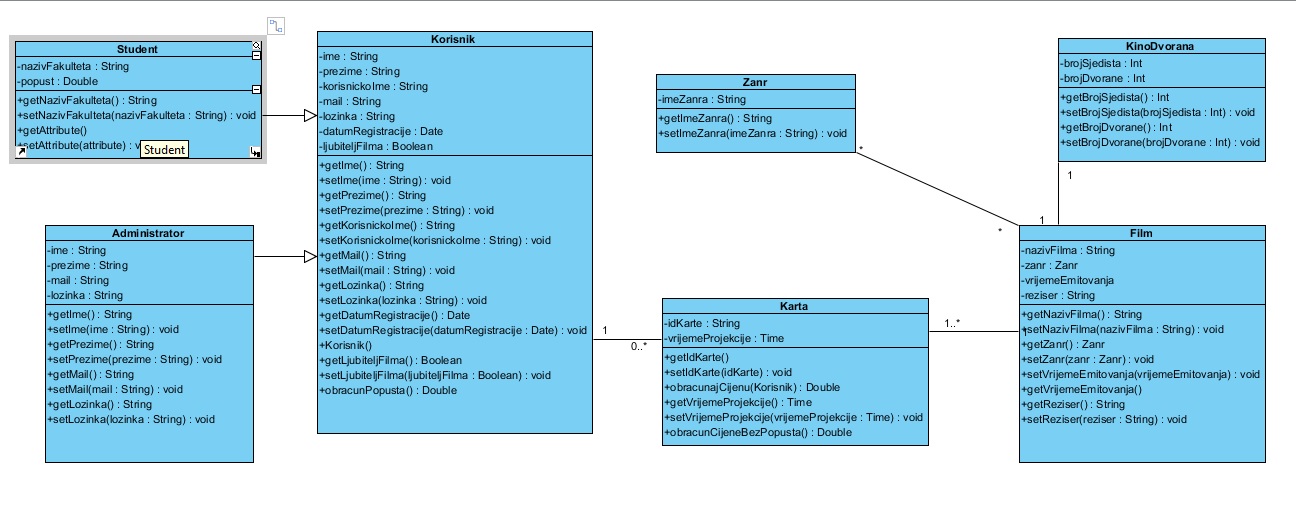 Student
-nazivFakulteta : String
-popust : Double
+getNazivFakulteta() : String
+setNazivFakulteta(nazivFakulteta : String) : void
+getAttribute()
+setAttribute(attribute) : v
Student
Administrator
-ime : String
-prezime : String
-mail : String
-lozinka : String
+getIme() : String
+setIme(ime : String) : void
+getPrezime() : String
+setPrezime(prezime : String) : void
+getMail() : String
+setMail(mail : String) : void
+getLozinka() : String
+setLozinka(lozinka : String) : void
Korisnik
-ime : String
-prezime : String
-korisnickoIme : String
-mail : String
-lozinka : String
-datumRegistracije : Date
-ljubiteljFilma : Boolean
+getIme() : String
+setIme(ime : String) : void
+getPrezime() : String
+setPrezime(prezime : String) : void
+getKorisnickoIme() : String
+setKorisnickoIme(korisnickoIme : String) : void
+getMail() : String
+setMail(mail : String) : void
+getLozinka() : String
+setLozinka(lozinka : String) : void
+getDatumRegistracije() : Date
+setDatumRegistracije(datumRegistracije : Date) : void
+Korisnik()
+getLjubiteljFilma() : Boolean
+setLjubiteljFilma(ljubiteljFilma : Boolean) : void
+obracunPopusta() : Double
1
0..*
Zanr
-imeZanra : String
+getImeZanra() : String
+setImeZanra(imeZanra : String) : void
*
*
Karta
-idKarte : String
-vrijemeProjekcije : Time
+getIdKarte()
+setIdKarte(idKarte) : void
+obracunajCijenu(Korisnik) : Double
+getVrijemeProjekcije() : Time
+setVrijemeProjekcije(vrijemeProjekcije : Time) : void
+obracunCijeneBezPopusta() : Double
1..*
KinoDvorana
-brojSjedista : Int
-brojDvorane : Int
+getBrojSjedista() : Int
+setBrojSjedista(brojSjedista : Int) : void
+getBrojDvorane() : Int
+setBrojDvorane(brojDvorane : Int) : void
1
1
Film
-nazivFilma : String
-zanr : Zanr
-vrijemeEmitovanja
-reziser : String
+getNazivFilma() : String
+setNazivFilma(nazivFilma : String) : void
+getZanr() : Zanr
+setZanr(zanr : Zanr) : void
+setVrijemeEmitovanja(vrijemeEmitovanja) : void
+getVrijemeEmitovanja()
+getReziser() : String
+setReziser(reziser : String) : void